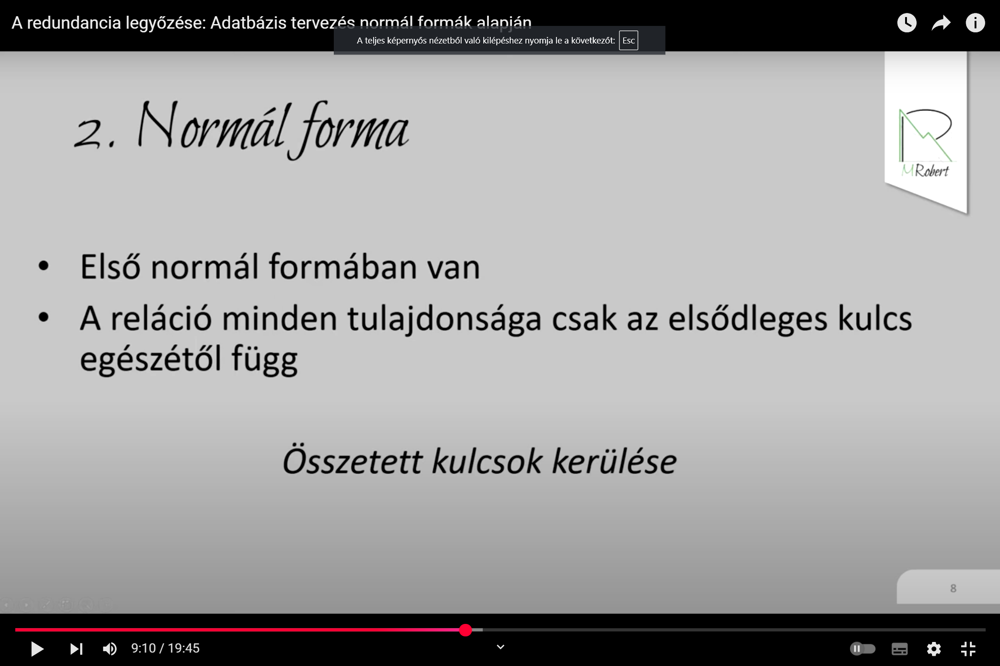 A redundancia legyőzése: Adatbázis tervezés normál formák alapján
A teljes képernyős nézetből való kilépéshez nyomja le a következőt: Esc
2. Normál forma
MRobert
• Első normál formában van
• A reláció minden tulajdonsága csak az elsődleges kulcs
egészétől függ
Összetett kulcsok kerülése
8
9:10 / 19:45